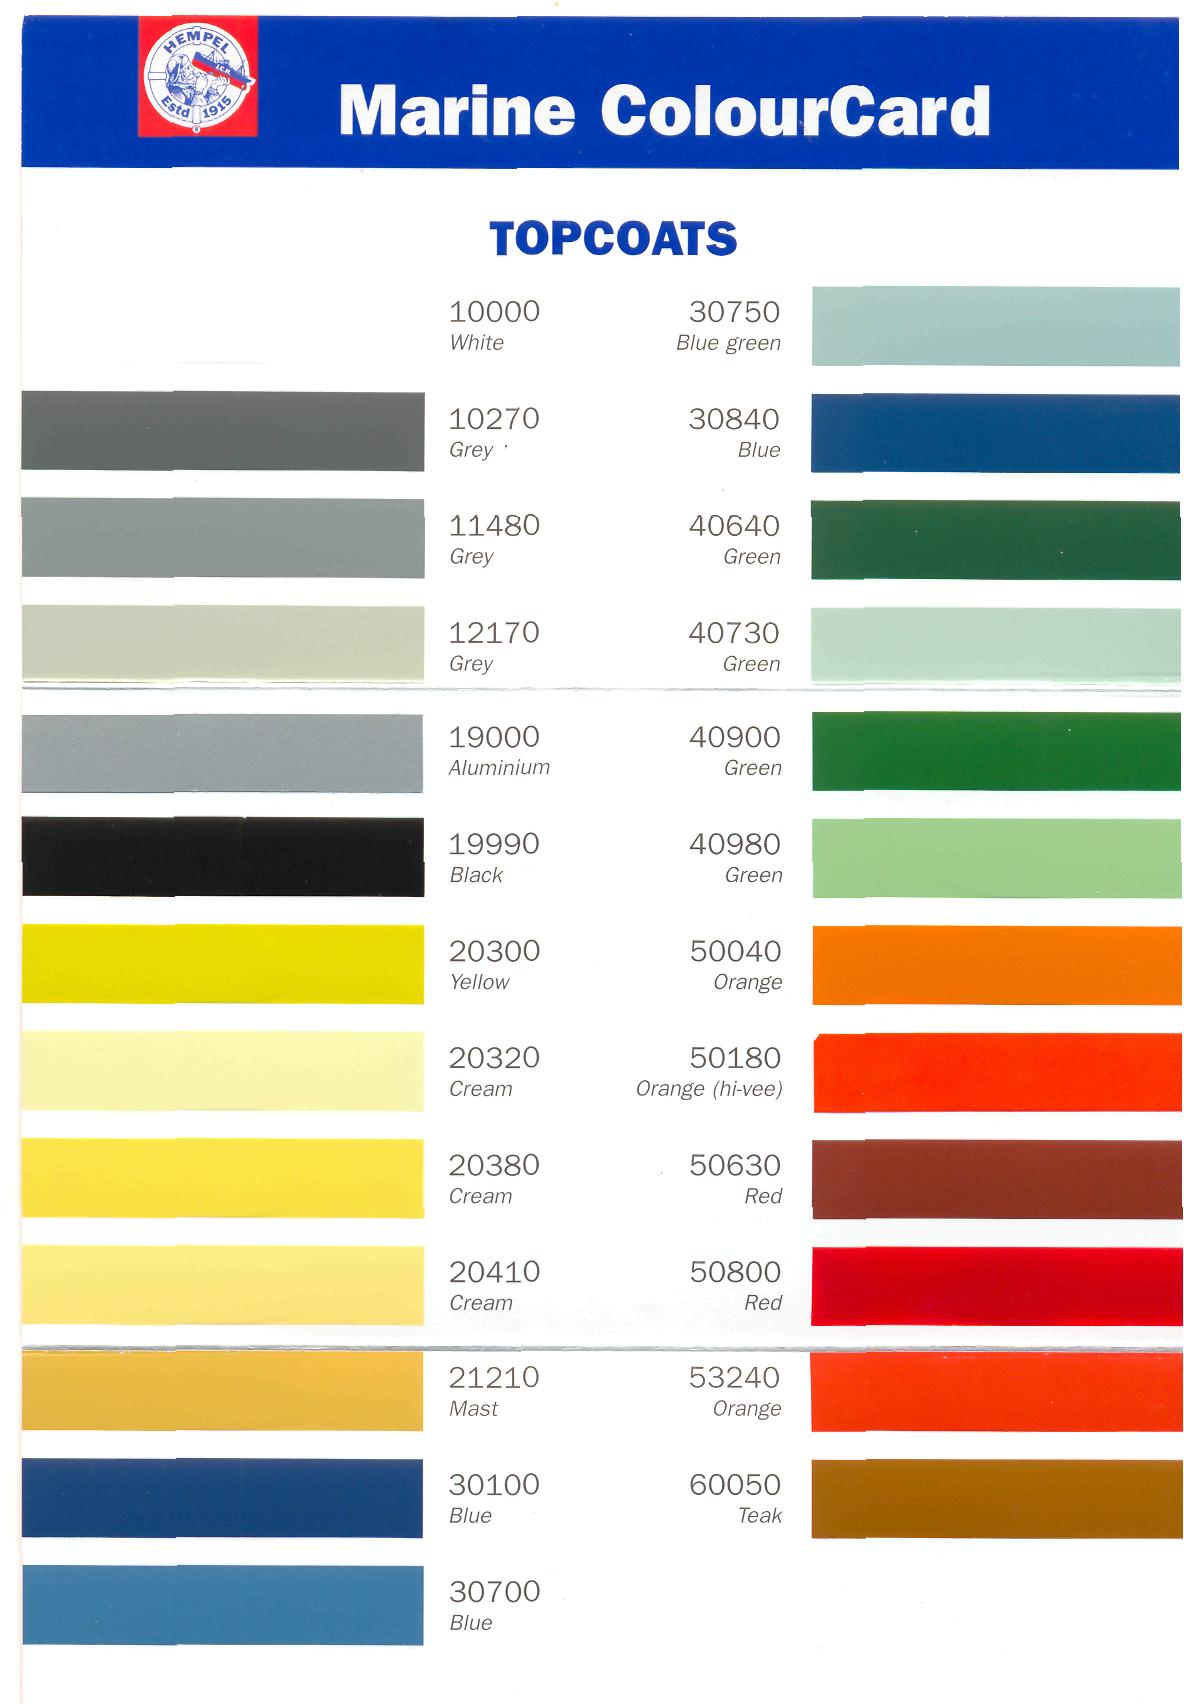 HEMPEL
J.C.H.
Estd 1915
®
Marine ColourCard
TOPCOATS
10000
White
10270
Grey
11480
Grey
12170
Grey
19000
Aluminium
19990
Black
20300
Yellow
20320
Cream
20380
Cream
20410
Cream
21210
Mast
30100
Blue
30700
Blue
30750
Blue green
30840
Blue
40640
Green
40730
Green
40900
Green
40980
Green
50040
Orange
50180
Orange (hi-vee)
50630
Red
50800
Red
53240
Orange
60050
Teak